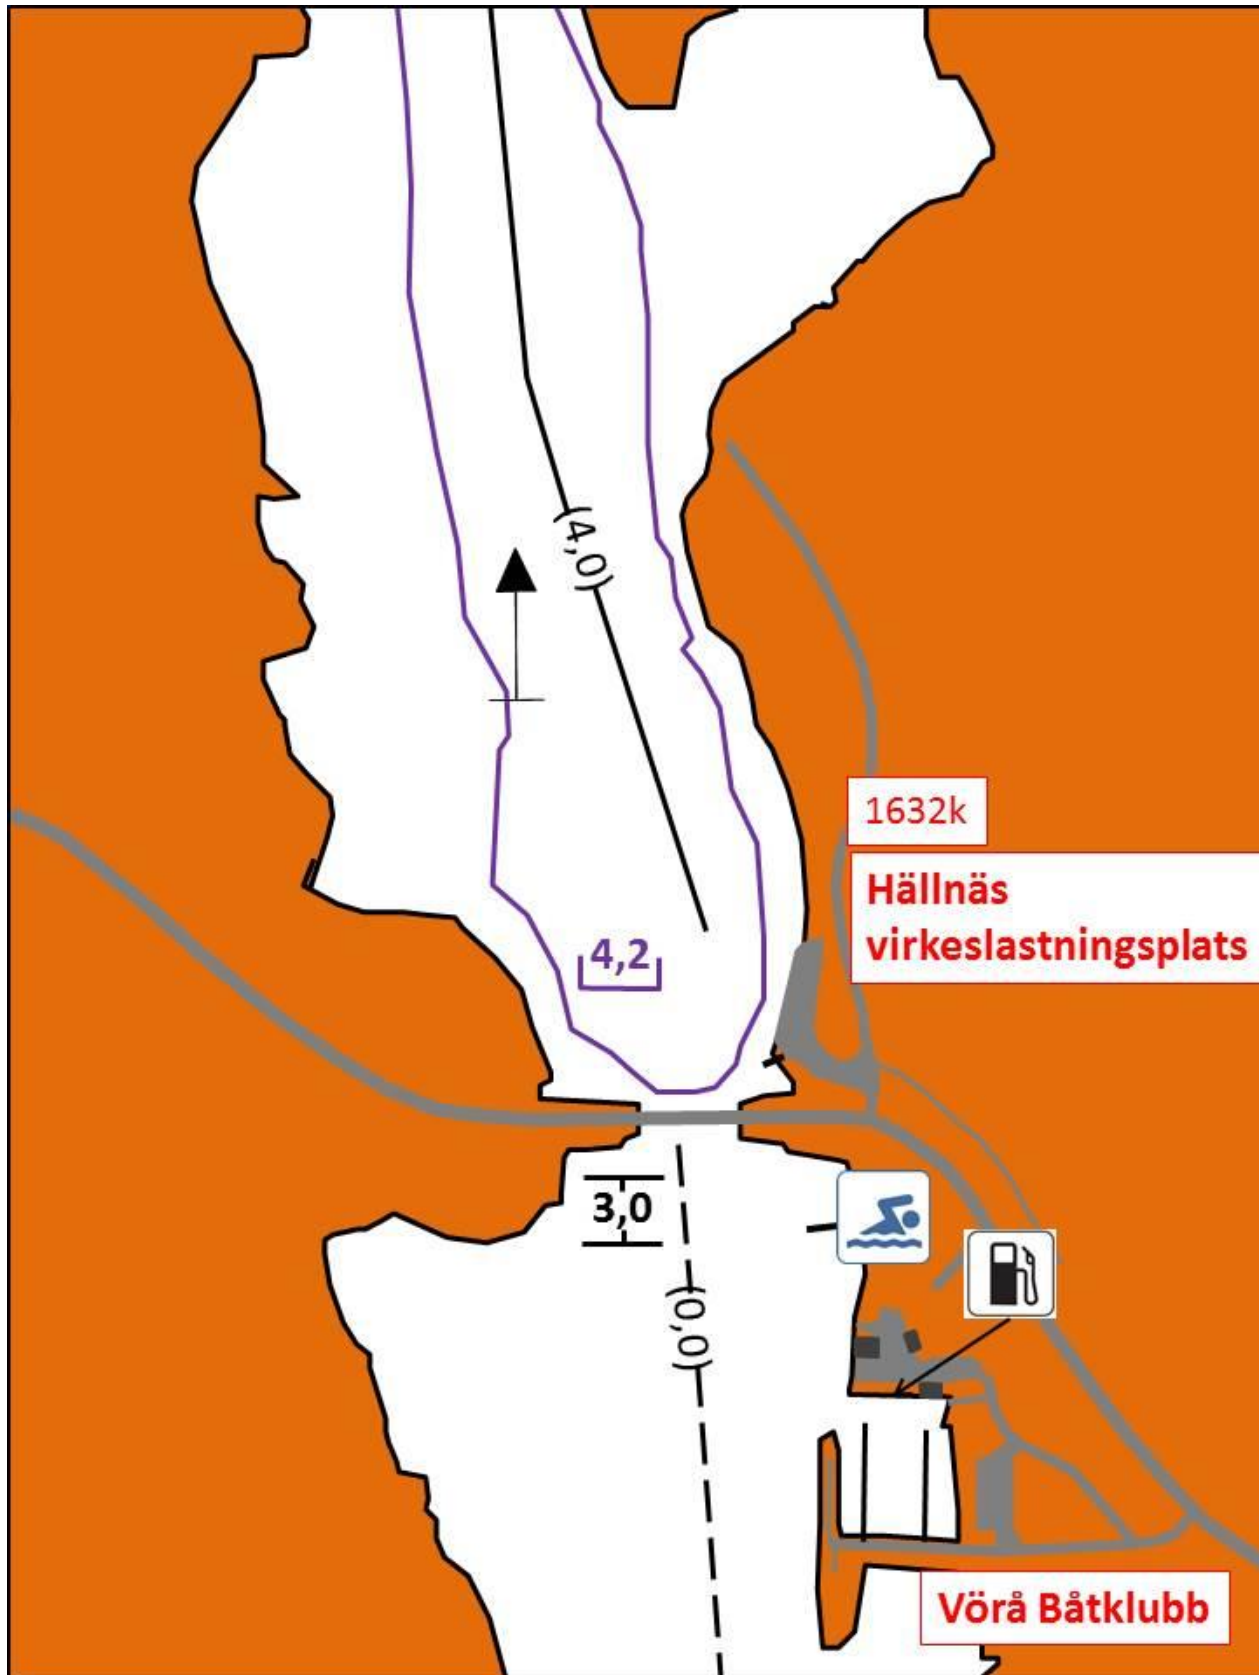 (4,0)
1632k
Hällnäs
virkeslastningsplats
4,2
3,0
(0,0)
Vörå Båtklubb